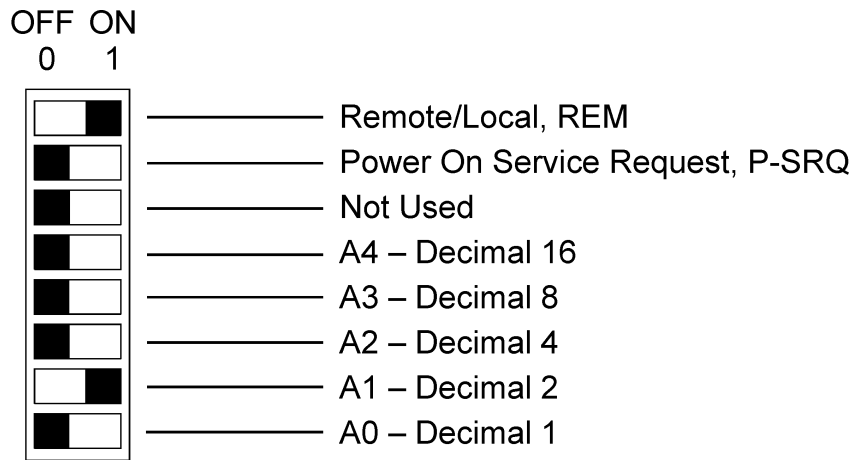 OFF ON
0 1
Remote/Local, REM
Power On Service Request, P-SRQ
Not Used
A4 – Decimal 16
A3 – Decimal 8
A2 – Decimal 4
A1 – Decimal 2
A0 – Decimal 1